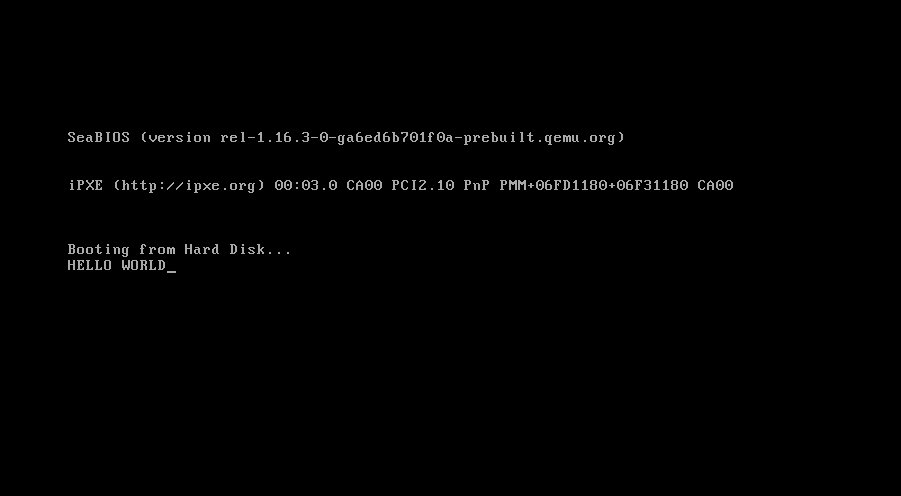 SeaBIOS (version rel-1.16.3-0-ga6ed6b701f0a-prebuilt.qemu.org)
iPXE (http://ipxe.org) 00:03.0 CA00 PCI2.10 PnP PMM+06FD1180+06F31180 CA00
Booting from Hard Disk...
HELLO WORLD_